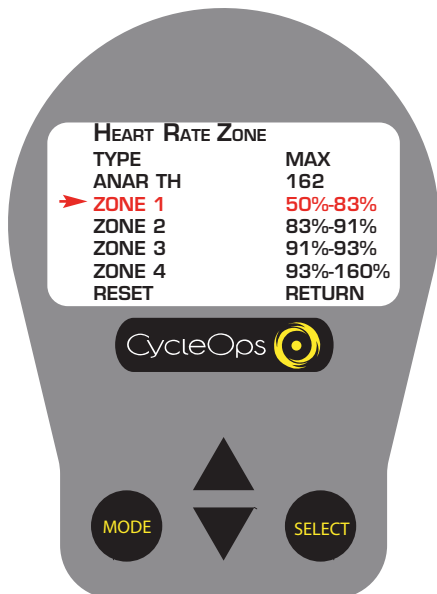 Heart Rate Zone
TYPE MAX
ANAR TH 162
ZONE 1 50%-83%
ZONE 2 83%-91%
ZONE 3 91%-93%
ZONE 4 93%-160%
RESET RETURN
CycleOps
MODE SELECT